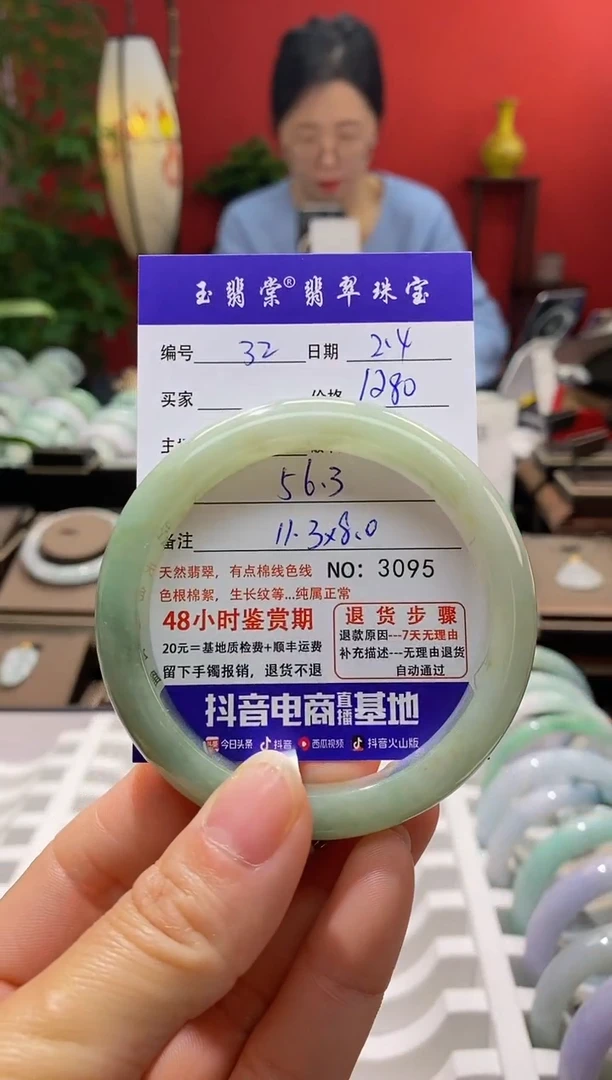 玉翡棠®翡翠珠宝
编号 32 日期 2.4
买家 价格 1280
56.3
备注 11.3x8.0
天然翡翠，有点棉线色线 NO：3095
色根棉絮，生长纹等...纯属正常
48小时鉴赏期
20元=基地质检费+顺丰运费
留下手镯报销，退货不退
退货步骤
退款原因---7天无理由
补充描述---无理由退货
自动通过
抖音电商直播基地
今日头条 抖音 西瓜视频 抖音火山版